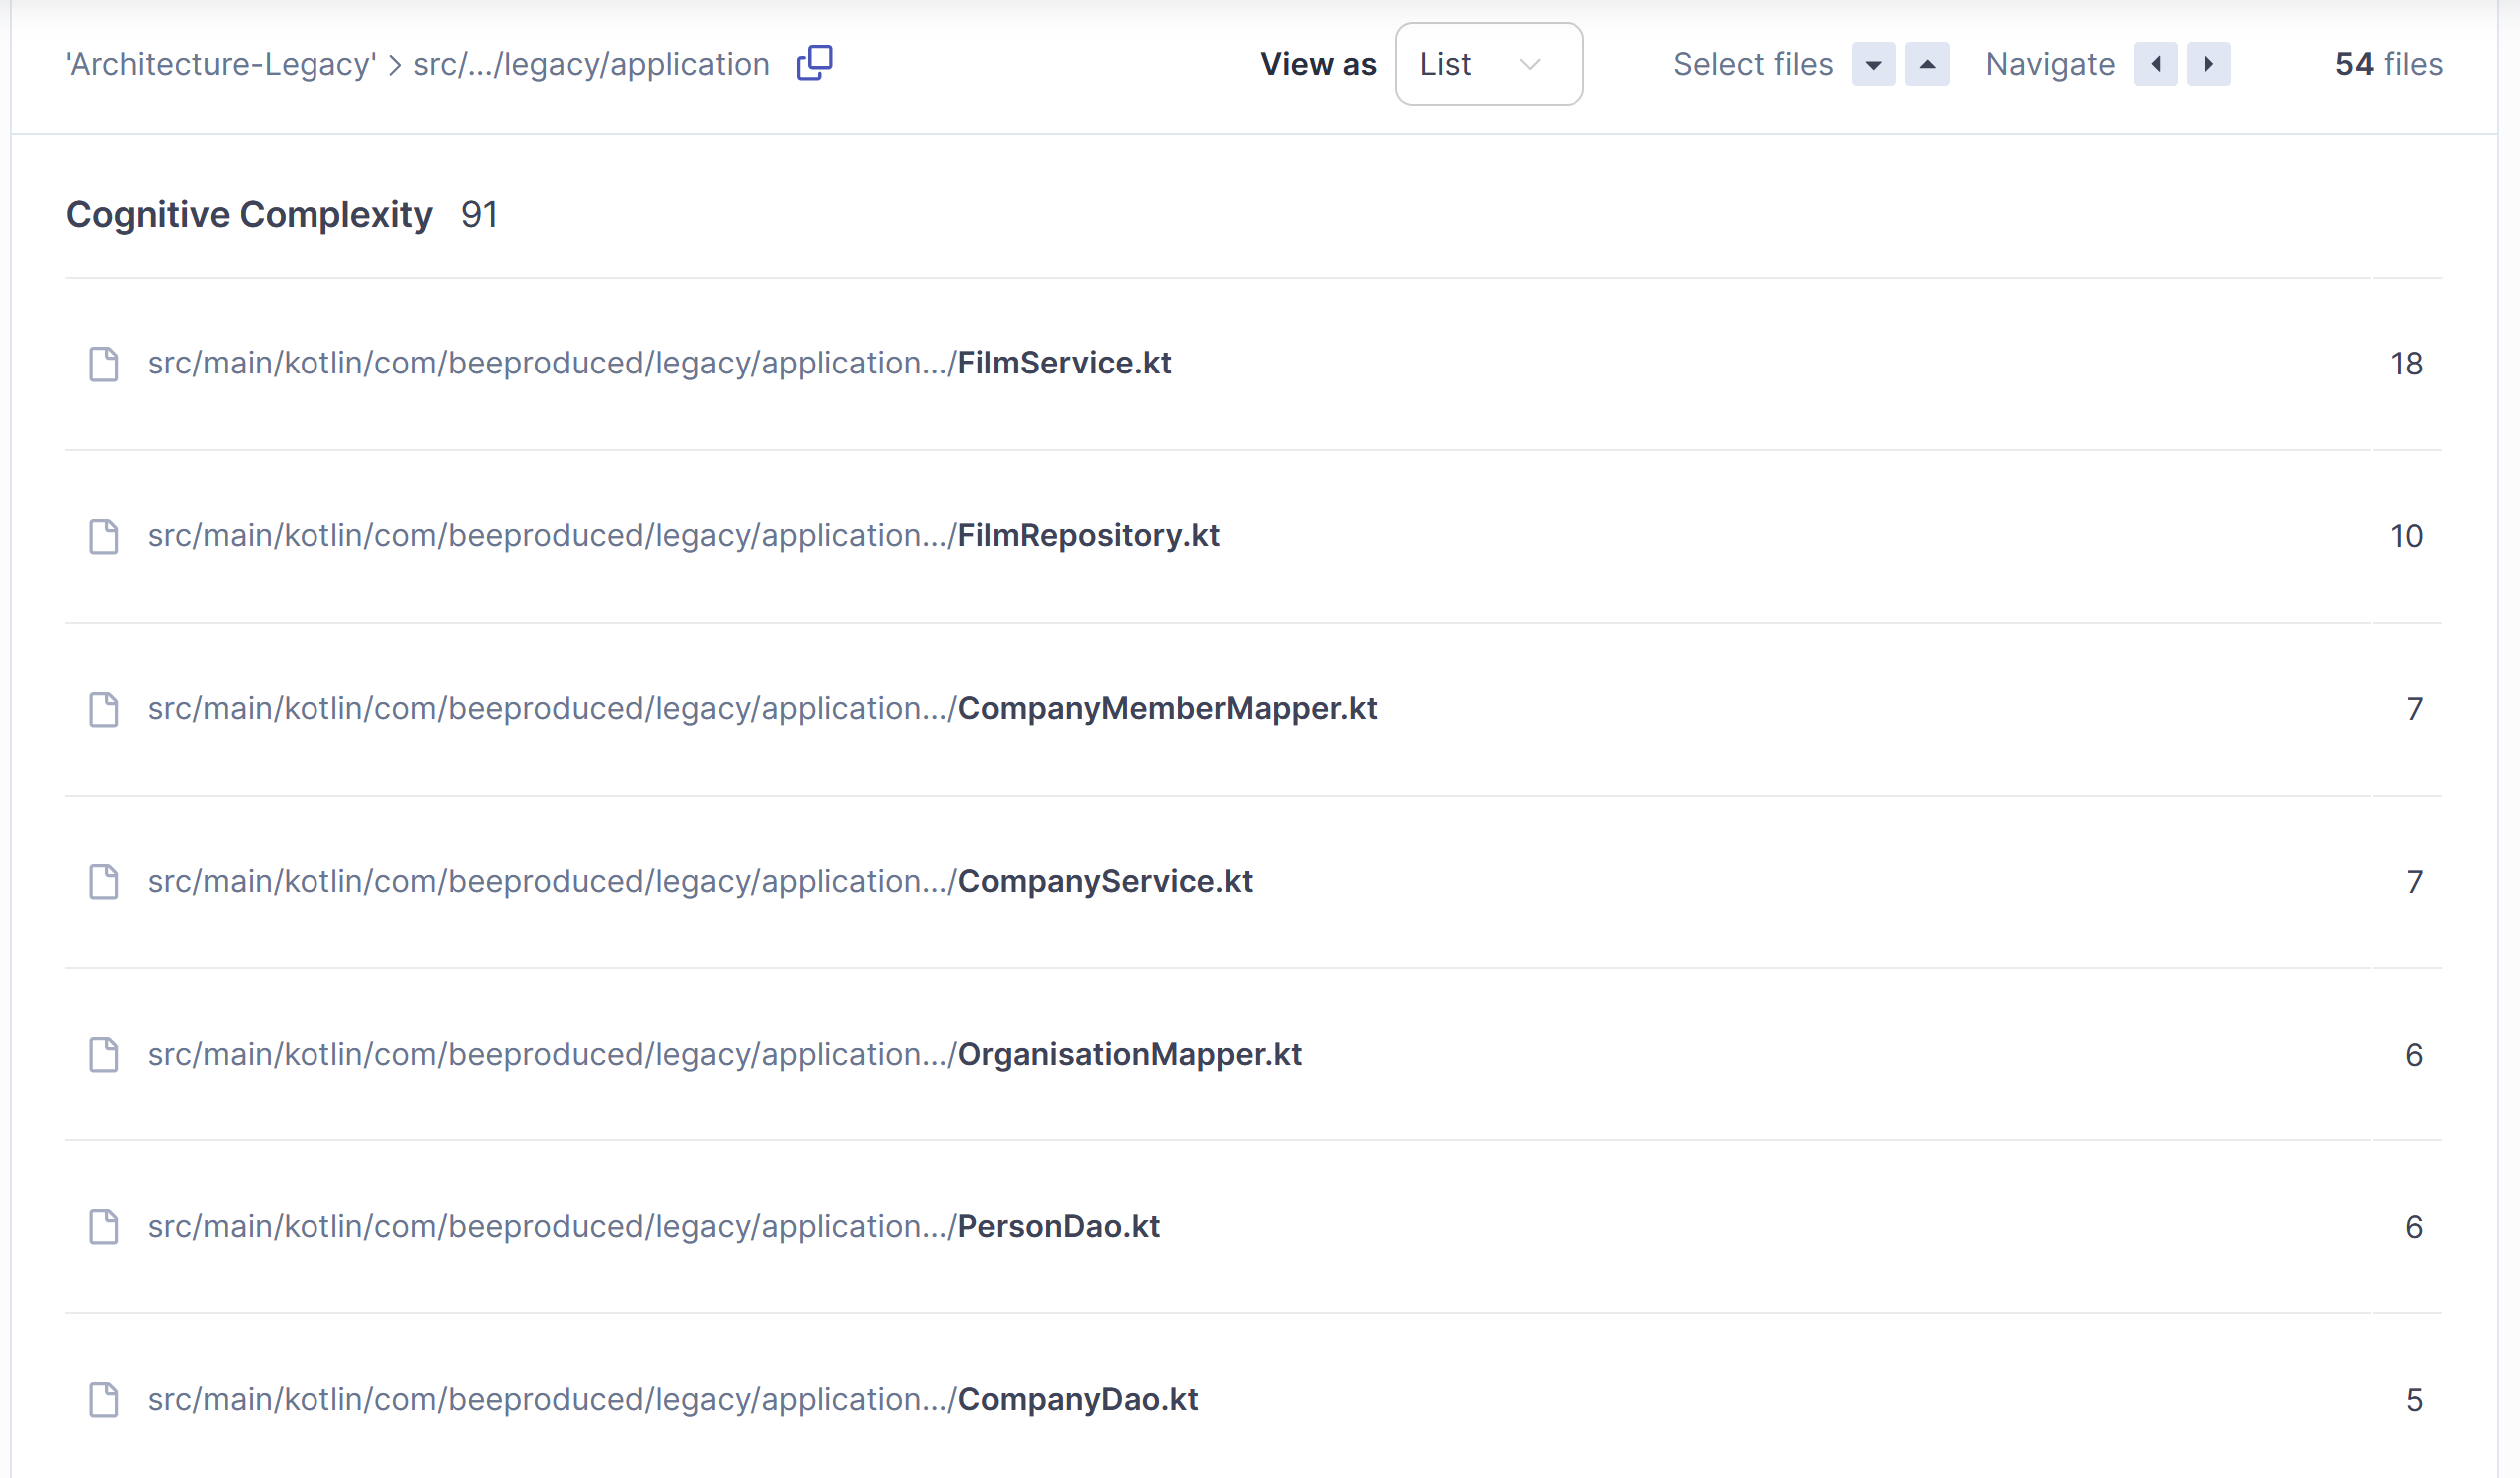 'Architecture-Legacy' > src/.../legacy/application View as List Select files Navigate 54 files
Cognitive Complexity 91
src/main/kotlin/com/beeproduced/legacy/application.../FilmService.kt 18
src/main/kotlin/com/beeproduced/legacy/application.../FilmRepository.kt 10
src/main/kotlin/com/beeproduced/legacy/application.../CompanyMemberMapper.kt 7
src/main/kotlin/com/beeproduced/legacy/application.../CompanyService.kt 7
src/main/kotlin/com/beeproduced/legacy/application.../OrganisationMapper.kt 6
src/main/kotlin/com/beeproduced/legacy/application.../PersonDao.kt 6
src/main/kotlin/com/beeproduced/legacy/application.../CompanyDao.kt 5